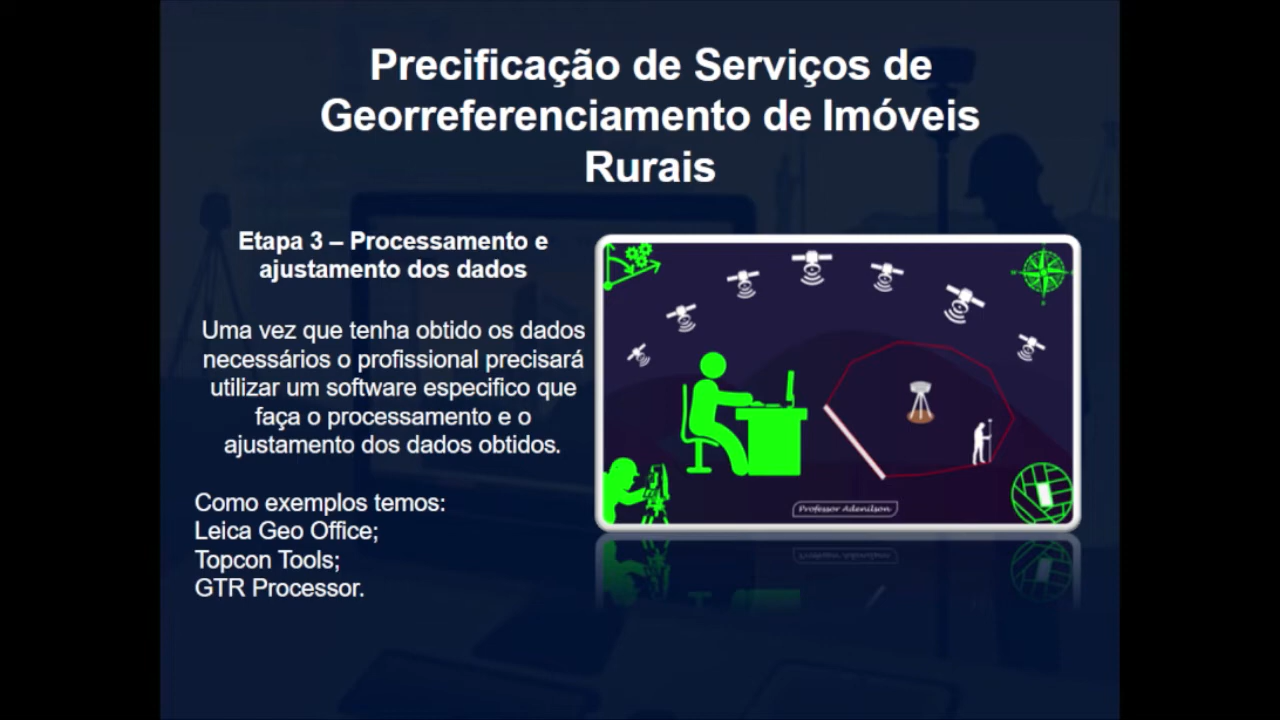 Precificação de Serviços de
Georreferenciamento de Imóveis
Rurais
Etapa 3 – Processamento e
ajustamento dos dados
Uma vez que tenha obtido os dados
necessários o profissional precisará
utilizar um software especifico que
faça o processamento e o
ajustamento dos dados obtidos.
Como exemplos temos:
Leica Geo Office;
Topcon Tools;
GTR Processor.
Professor Adenilson